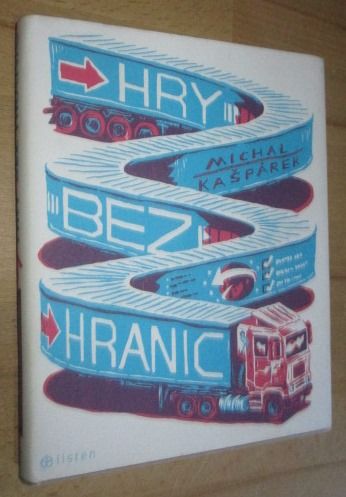 HRY
MICHAL
KAŠPÁREK
BEZ
HRANIC
listen